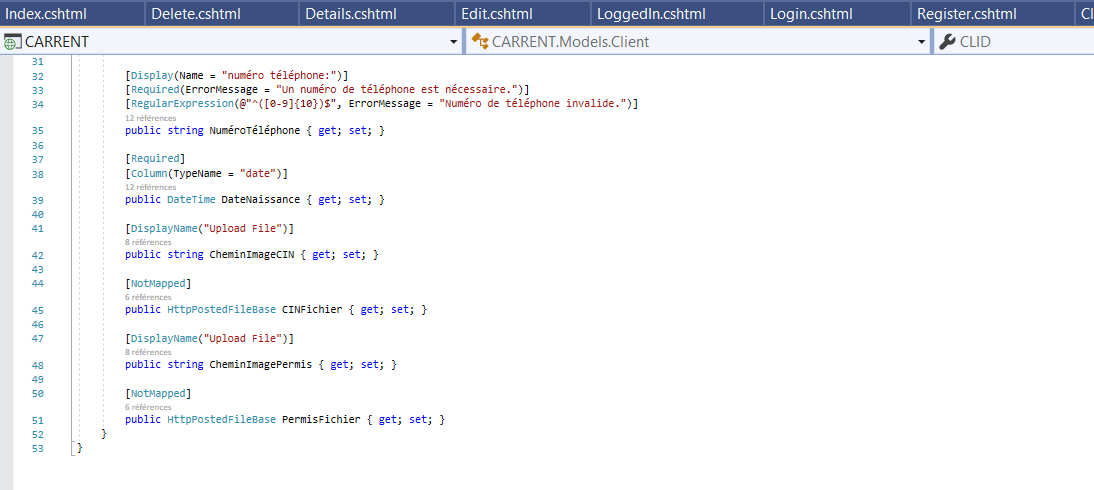 Index.cshtml Delete.cshtml Details.cshtml Edit.cshtml LoggedIn.cshtml Login.cshtml Register.cshtml Cl
CARRENT CARRENT.Models.Client CLID
31
32 [Display(Name = "numéro téléphone:")]
33 [Required(ErrorMessage = "Un numéro de téléphone est nécessaire.")]
34 [RegularExpression(@"^([0-9]{10})$", ErrorMessage = "Numéro de téléphone invalide.")]
12 références
35 public string NuméroTéléphone { get; set; }
36
37 [Required]
38 [Column(TypeName = "date")]
12 références
39 public DateTime DateNaissance { get; set; }
40
41 [DisplayName("Upload File")]
8 références
42 public string CheminImageCIN { get; set; }
43
44 [NotMapped]
6 références
45 public HttpPostedFileBase CINFichier { get; set; }
46
47 [DisplayName("Upload File")]
8 références
48 public string CheminImagePermis { get; set; }
49
50 [NotMapped]
6 références
51 public HttpPostedFileBase PermisFichier { get; set; }
52 }
53 }